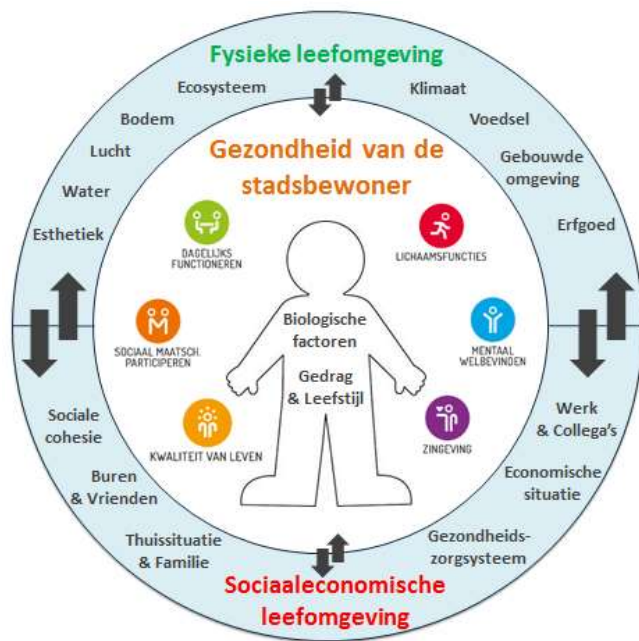 Fysieke leefomgeving
Ecosysteem
Klimaat
Bodem
Voedsel
Lucht
Gebouwde
omgeving
Water
Erfgoed
Esthetiek
Gezondheid van de
stadsbewoner
DAGELIJKS
FUNCTIONEREN
LICHAAMSFUNCTIES
SOCIAAL MAATSCH.
PARTICIPEREN
Biologische
factoren
MENTAAL
WELBEVINDEN
Gedrag
& Leefstijl
KWALITEIT VAN LEVEN
ZINGEVING
Sociale
cohesie
Werk
& Collega's
Buren
& Vrienden
Economische
situatie
Thuissituatie
& Familie
Gezondheids-
zorgsysteem
Sociaaleconomische
leefomgeving